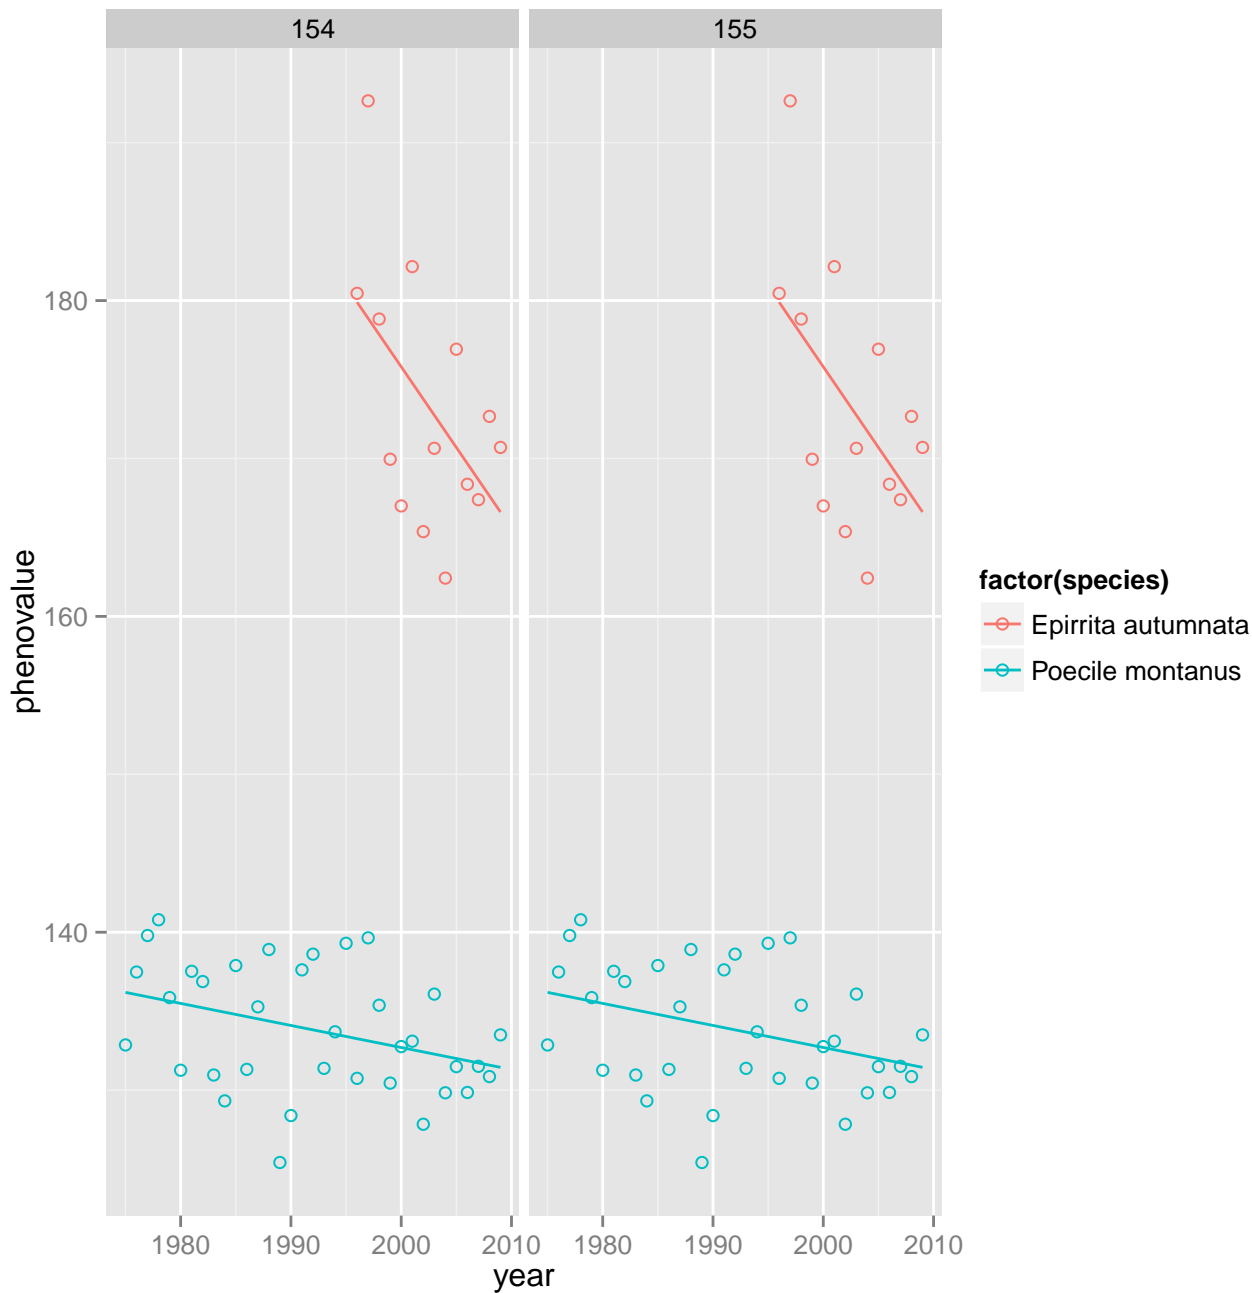 154
155
180
160
140
phenovalue
1980 1990 2000 2010
1980 1990 2000 2010
year
factor(species)
Epirrita autumnata
Poecile montanus